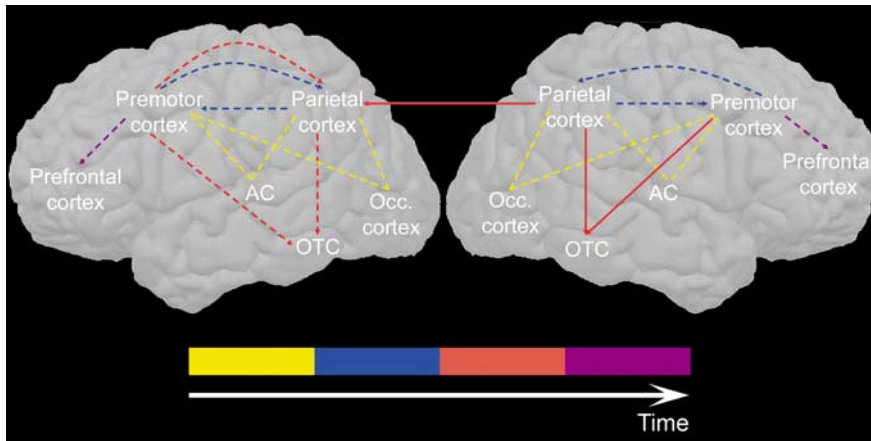 Premotor
cortex
Parietal
cortex
Prefrontal
cortex
AC
Occ.
cortex
OTC
Parietal
cortex
Premotor
cortex
Prefrontal
cortex
Occ.
cortex
AC
OTC
Time